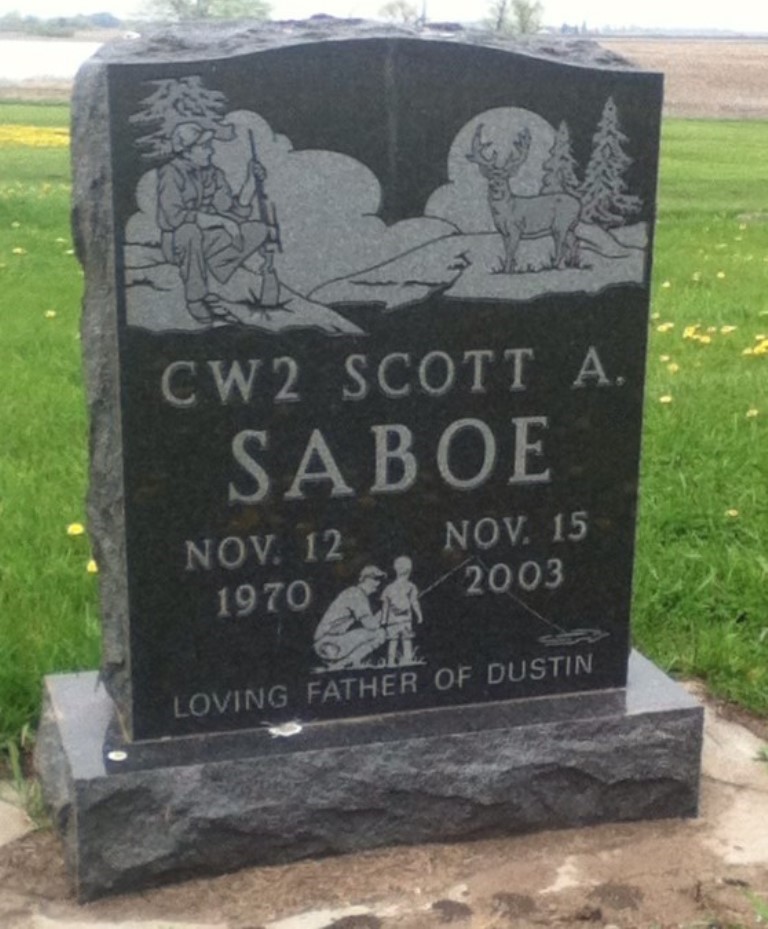 CW2 SCOTT A.
SABOE
NOV. 12 NOV. 15
1970 2003
LOVING FATHER OF DUSTIN